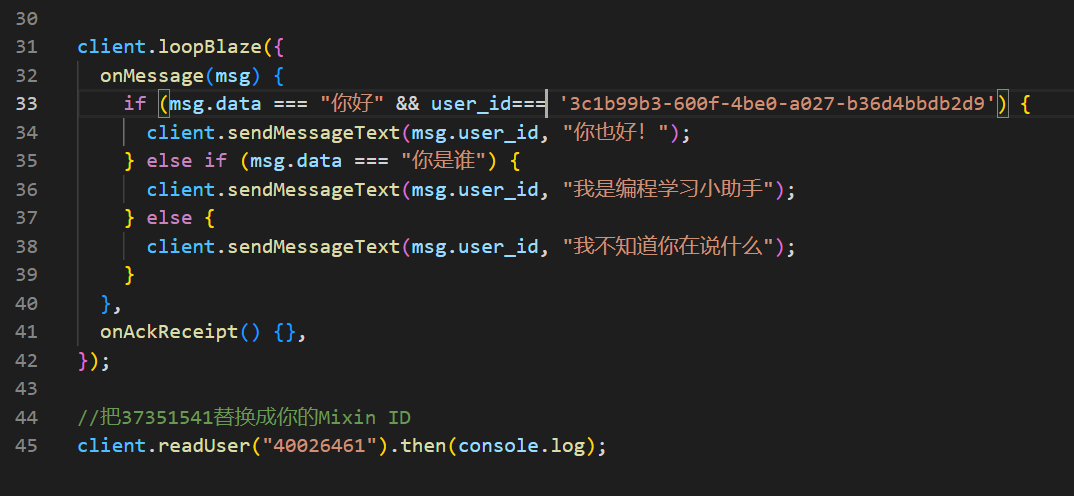 30
31 client.loopBlaze({
32 onMessage(msg) {
33 if (msg.data === "你好" && user_id=== '3c1b99b3-600f-4be0-a027-b36d4bbdb2d9') {
34 client.sendMessageText(msg.user_id, "你也好！");
35 } else if (msg.data === "你是谁") {
36 client.sendMessageText(msg.user_id, "我是编程学习小助手");
37 } else {
38 client.sendMessageText(msg.user_id, "我不知道你在说什么");
39 }
40 },
41 onAckReceipt() {},
42 });
43
44 //把37351541替换成你的Mixin ID
45 client.readUser("40026461").then(console.log);